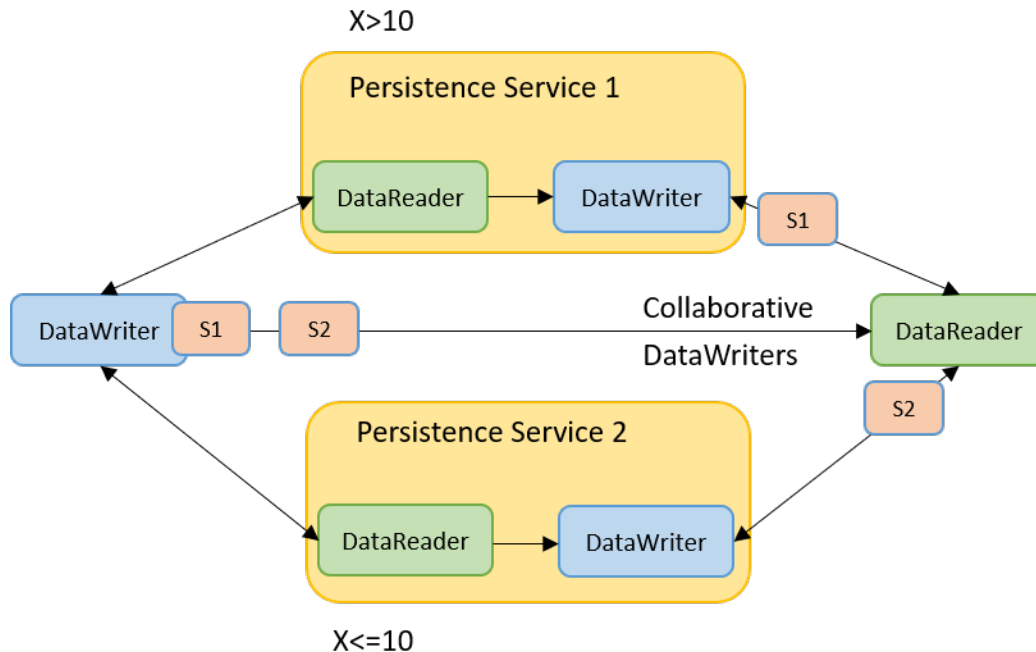 X>10
Persistence Service 1
DataReader
DataWriter
S1
DataWriter
S1
S2
Collaborative
DataWriters
DataReader
S2
Persistence Service 2
DataReader
DataWriter
X<=10